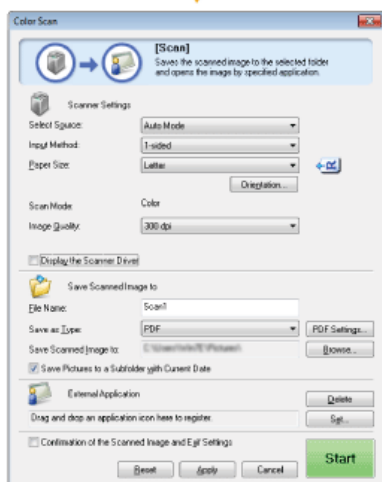 Color Scan
[Scan]
Saves the scanned image to the selected folder
and opens the image by specified application.
Scanner Settings
Select Source: Auto Mode
Input Method: 1-sided
Paper Size: Letter
Orientation...
Scan Mode: Color
Image Quality: 300 dpi
Display the Scanner Driver
Save Scanned Image to
File Name: Scan1
Save as Type: PDF PDF Settings...
Save Scanned Image to: Browse...
Save Pictures to a Subfolder with Current Date
External Application Delete
Drag and drop an application icon here to register. Set...
Confirmation of the Scanned Image and Exif Settings
Start
Reset Apply Cancel